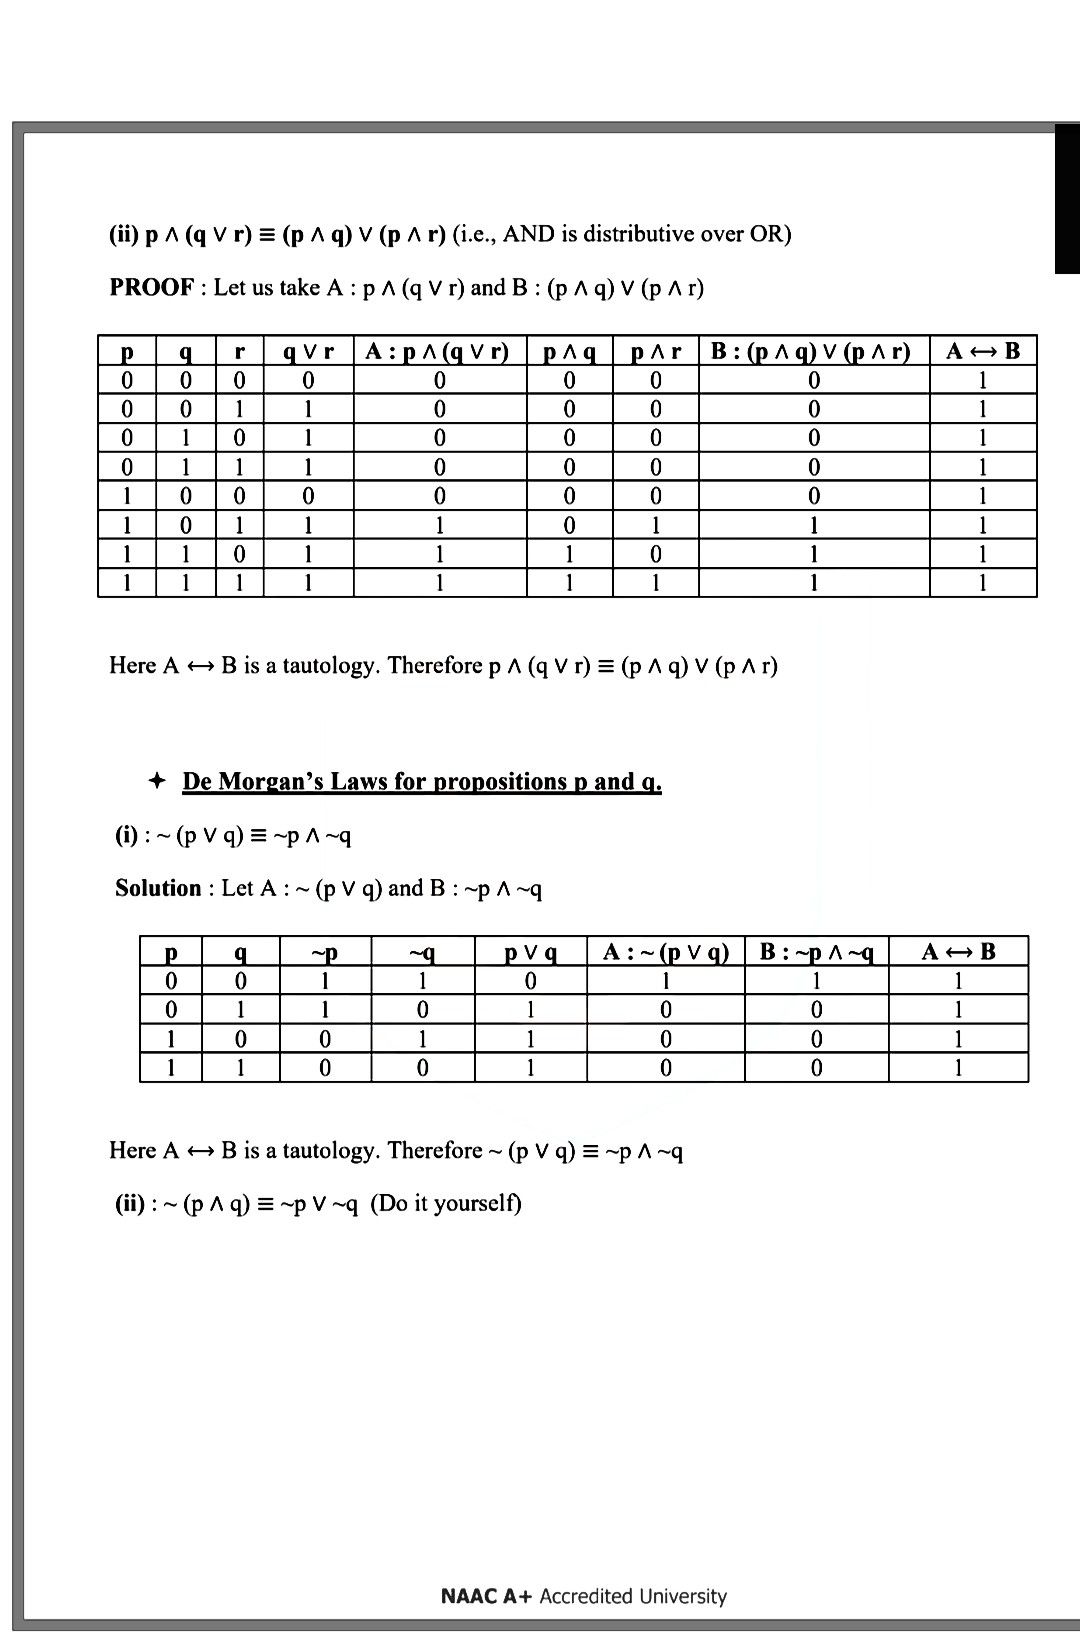 (ii) p ∧ (q ∨ r) ≡ (p ∧ q) ∨ (p ∧ r) (i.e., AND is distributive over OR)
PROOF : Let us take A : p ∧ (q ∨ r) and B : (p ∧ q) ∨ (p ∧ r)
p q r q ∨ r A : p ∧ (q ∨ r) p ∧ q p ∧ r B : (p ∧ q) ∨ (p ∧ r) A ↔ B
0 0 0 0 0 0 0 0 1
0 0 1 1 0 0 0 0 1
0 1 0 1 0 0 0 0 1
0 1 1 1 0 0 0 0 1
1 0 0 0 0 0 0 0 1
1 0 1 1 1 0 1 1 1
1 1 0 1 1 1 0 1 1
1 1 1 1 1 1 1 1 1
Here A ↔ B is a tautology. Therefore p ∧ (q ∨ r) ≡ (p ∧ q) ∨ (p ∧ r)
✦ De Morgan’s Laws for propositions p and q.
(i) : ~ (p ∨ q) ≡ ~p ∧ ~q
Solution : Let A : ~ (p ∨ q) and B : ~p ∧ ~q
p q ~p ~q p ∨ q A : ~ (p ∨ q) B : ~p ∧ ~q A ↔ B
0 0 1 1 0 1 1 1
0 1 1 0 1 0 0 1
1 0 0 1 1 0 0 1
1 1 0 0 1 0 0 1
Here A ↔ B is a tautology. Therefore ~ (p ∨ q) ≡ ~p ∧ ~q
(ii) : ~ (p ∧ q) ≡ ~p ∨ ~q (Do it yourself)
NAAC A+ Accredited University